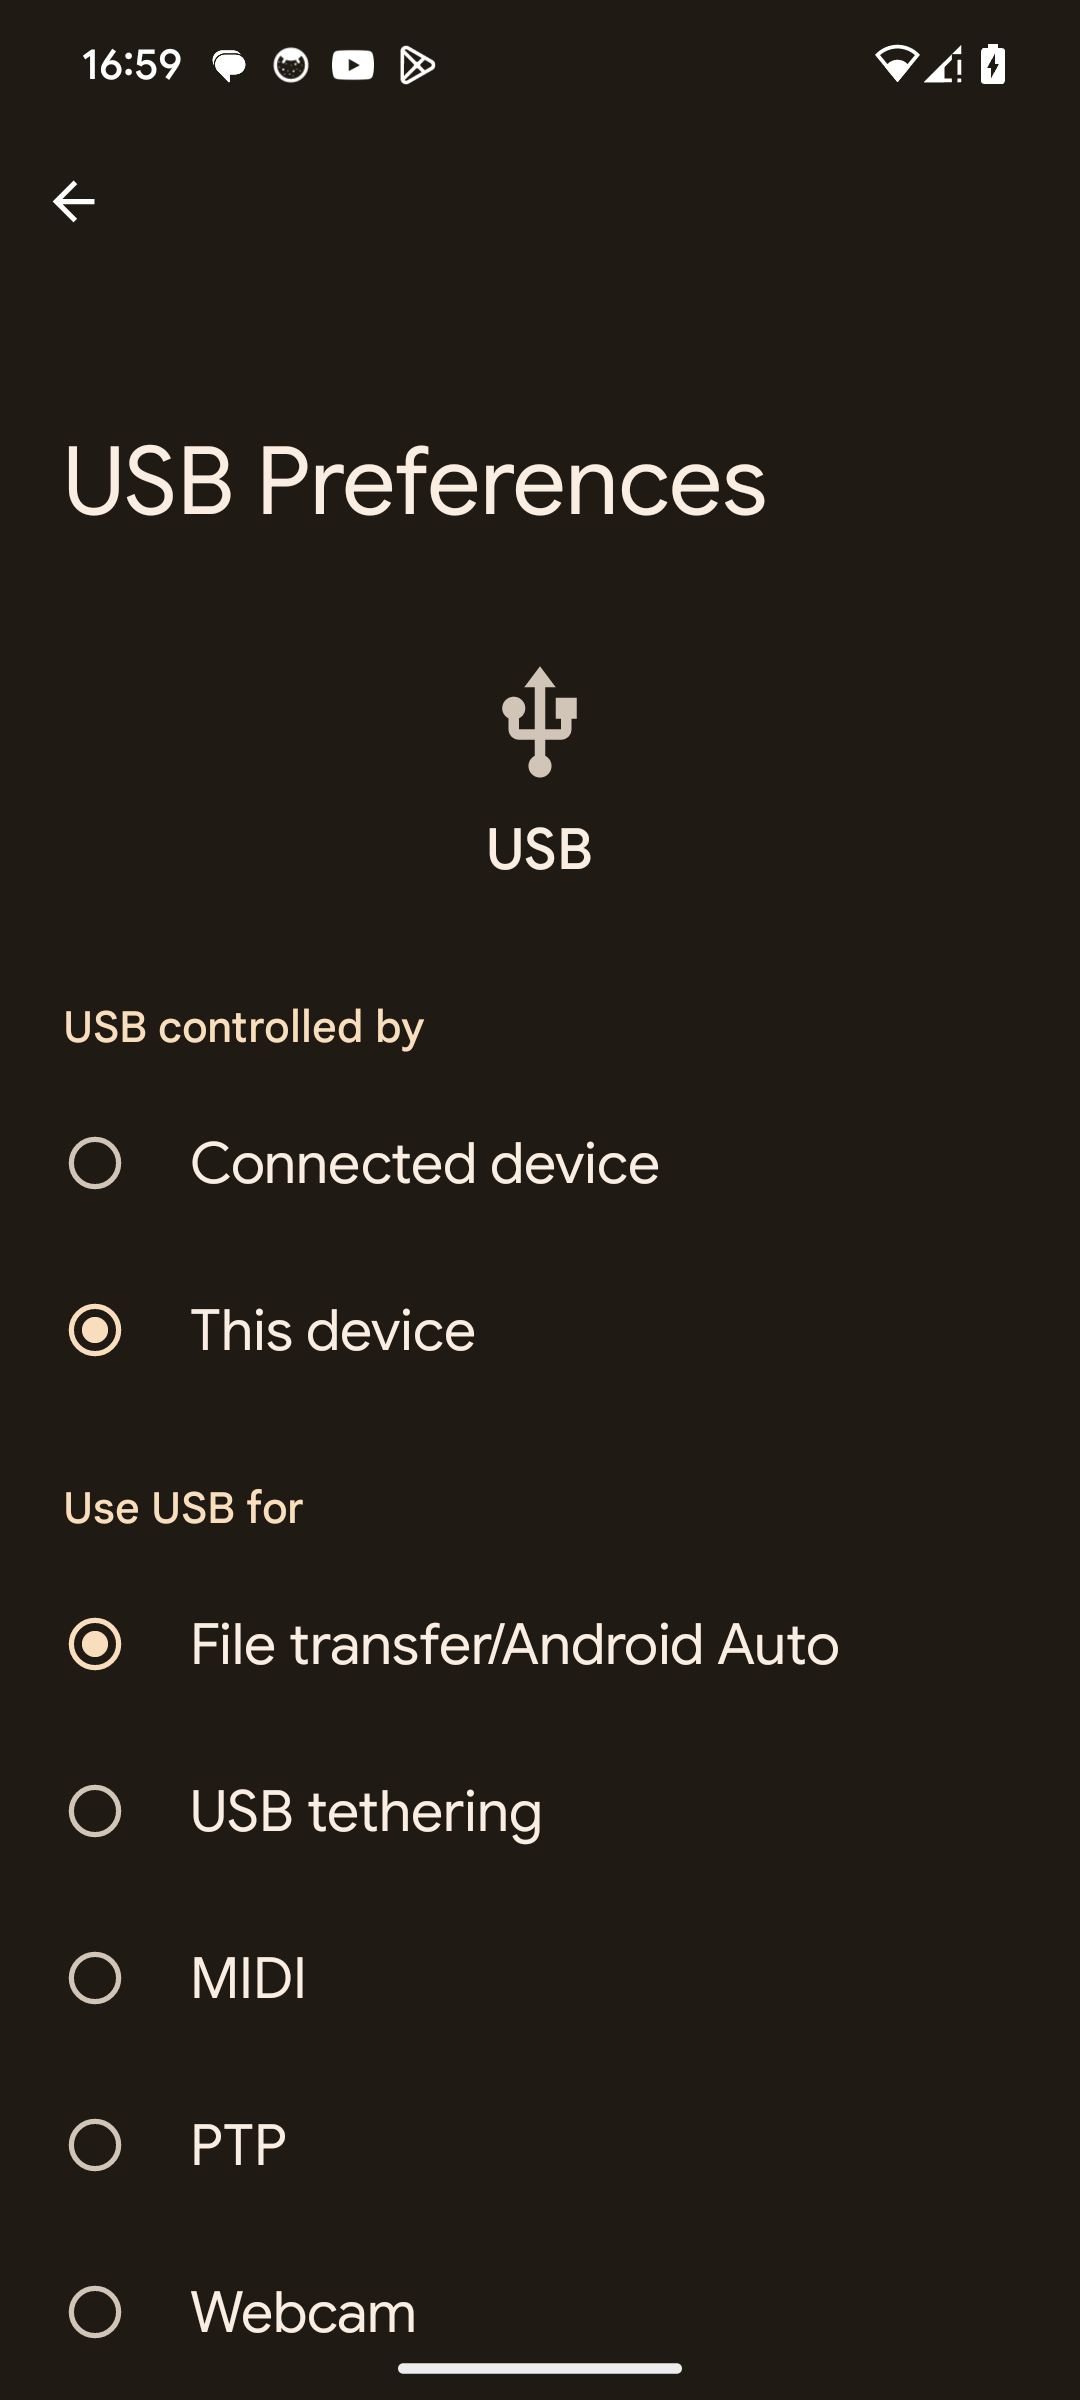 16:59
USB Preferences
USB
USB controlled by
Connected device
This device
Use USB for
File transfer/Android Auto
USB tethering
MIDI
PTP
Webcam